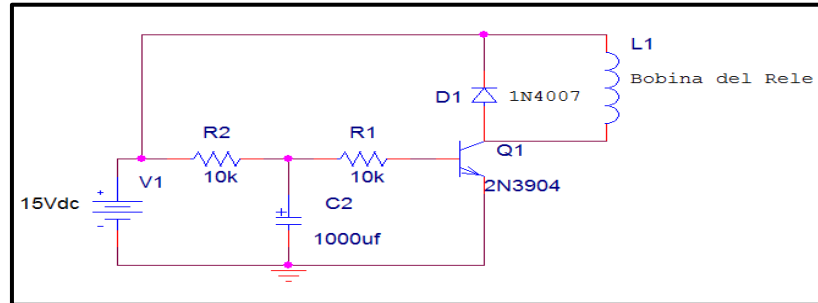 L1
Bobina del Rele
D1
1N4007
R2
R1
Q1
10k
10k
2N3904
V1
15Vdc
+
-
C2
+
1000uf